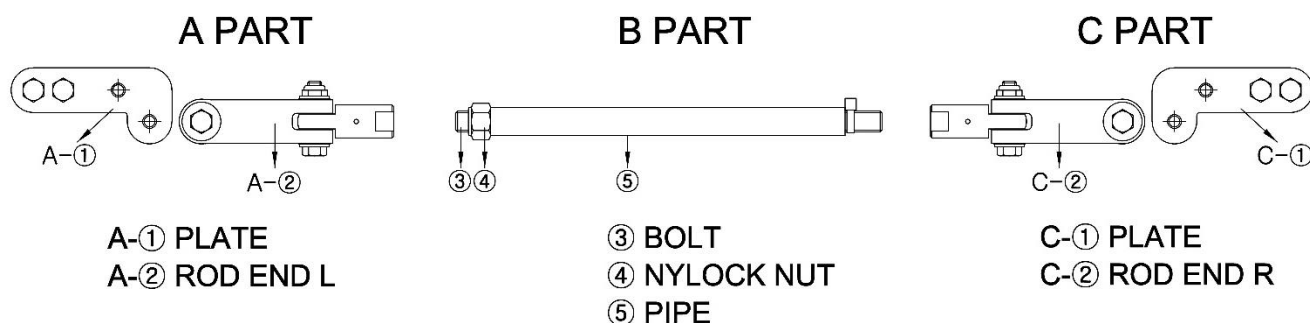 A PART
B PART
C PART
A-①
A-②
③④
⑤
C-②
C-①
A-① PLATE
A-② ROD END L
③ BOLT
④ NYLOCK NUT
⑤ PIPE
C-① PLATE
C-② ROD END R